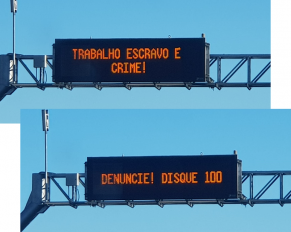 TRABALHO ESCRAVO E
CRIME!
DENUNCIE! DISQUE 100